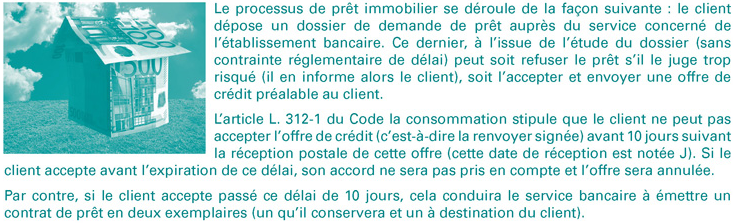 Le processus de prêt immobilier se déroule de la façon suivante : le client
dépose un dossier de demande de prêt auprès du service concerné de
l’établissement bancaire. Ce dernier, à l’issue de l’étude du dossier (sans
contrainte réglementaire de délai) peut soit refuser le prêt s’il le juge trop
risqué (il en informe alors le client), soit l’accepter et envoyer une offre de
crédit préalable au client.
L’article L. 312-1 du Code la consommation stipule que le client ne peut pas
accepter l’offre de crédit (c’est-à-dire la renvoyer signée) avant 10 jours suivant
la réception postale de cette offre (cette date de réception est notée J). Si le
client accepte avant l’expiration de ce délai, son accord ne sera pas pris en compte et l’offre sera annulée.
Par contre, si le client accepte passé ce délai de 10 jours, cela conduira le service bancaire à émettre un
contrat de prêt en deux exemplaires (un qu’il conservera et un à destination du client).